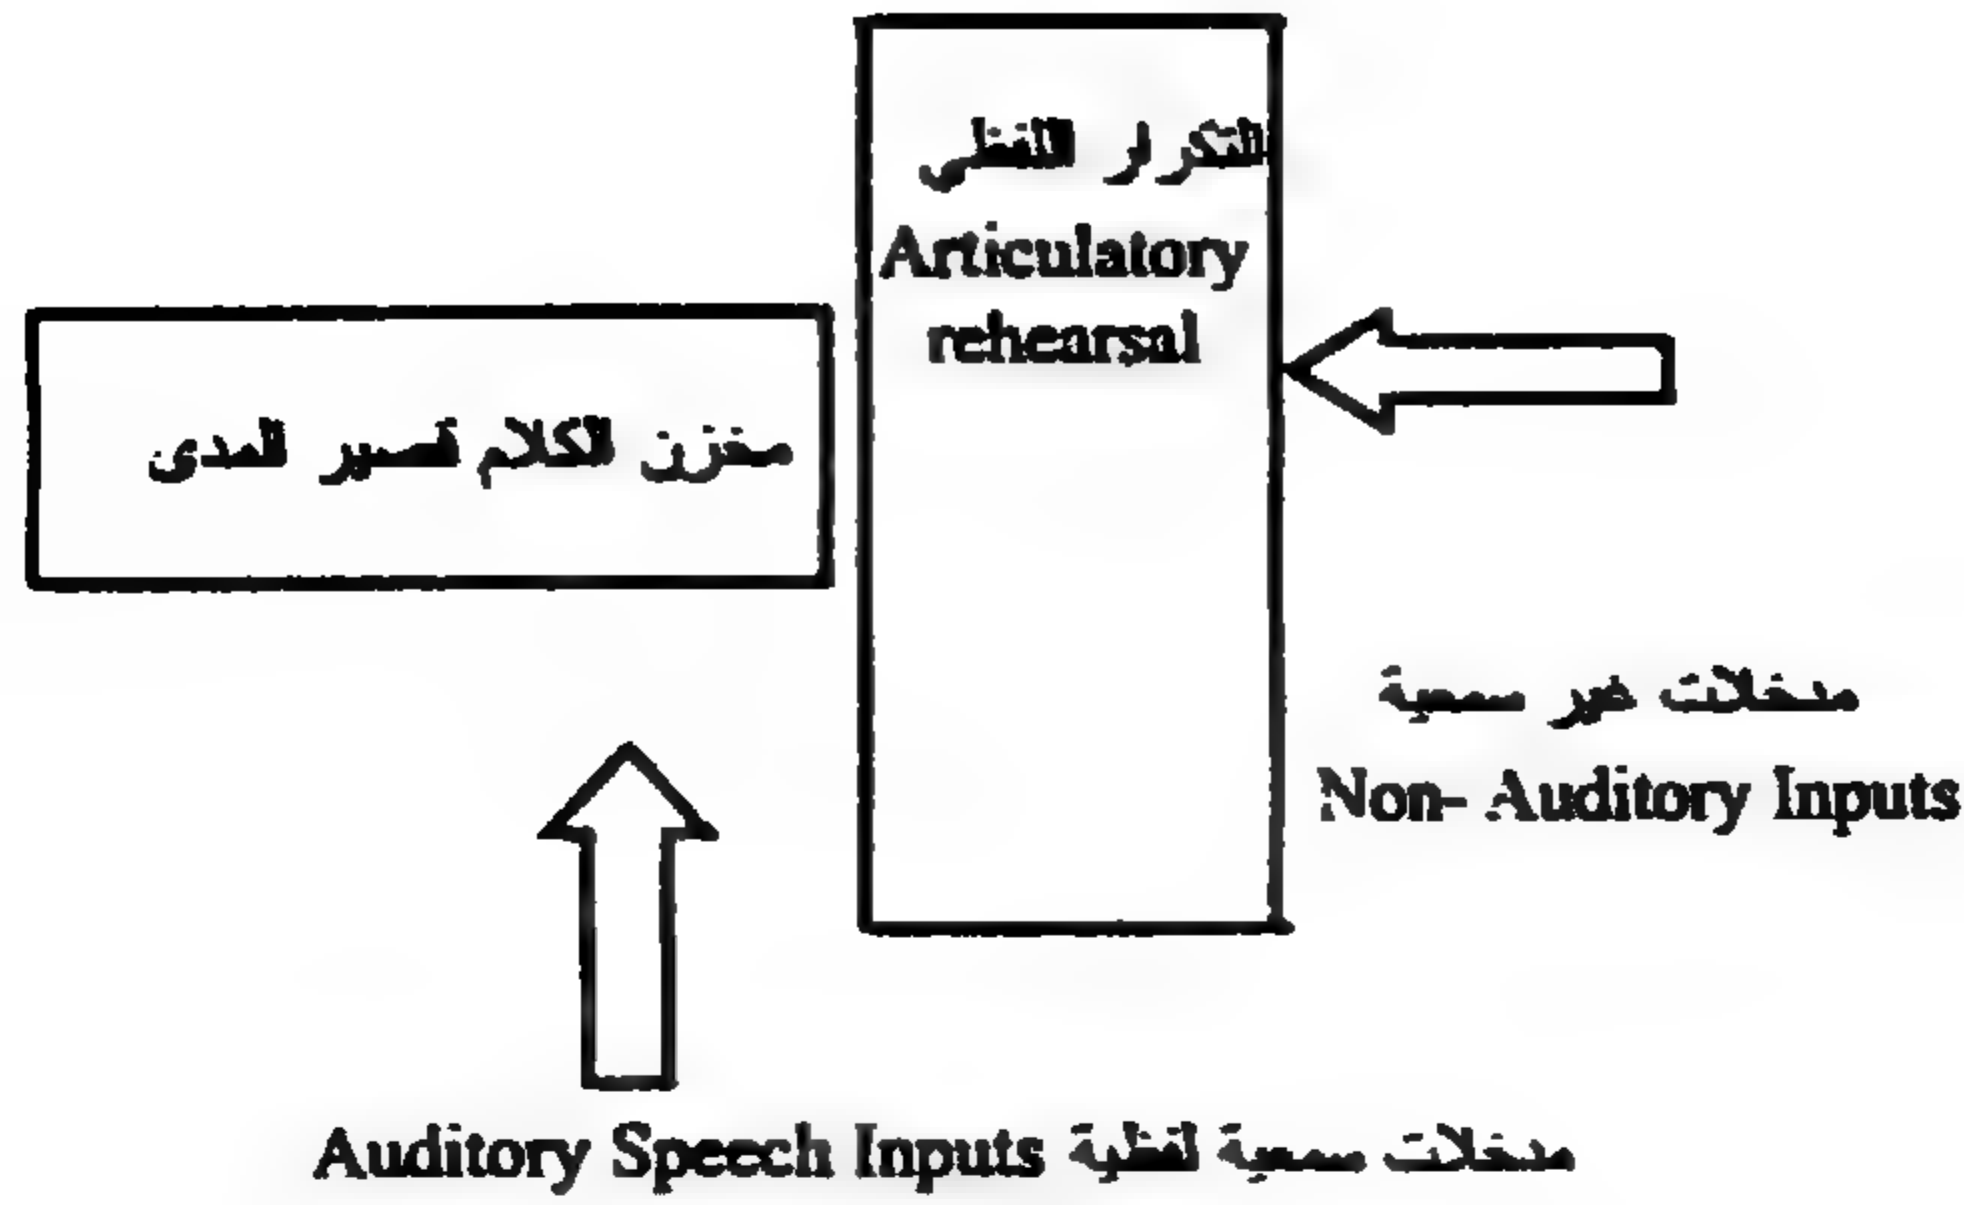 التكرار اللفظي
Articulatory
rehearsal
مخزن الكلام قصير المدى
مدخلات غير سمعية
Non- Auditory Inputs
Auditory Speech Inputs مدخلات سمعية لفظية